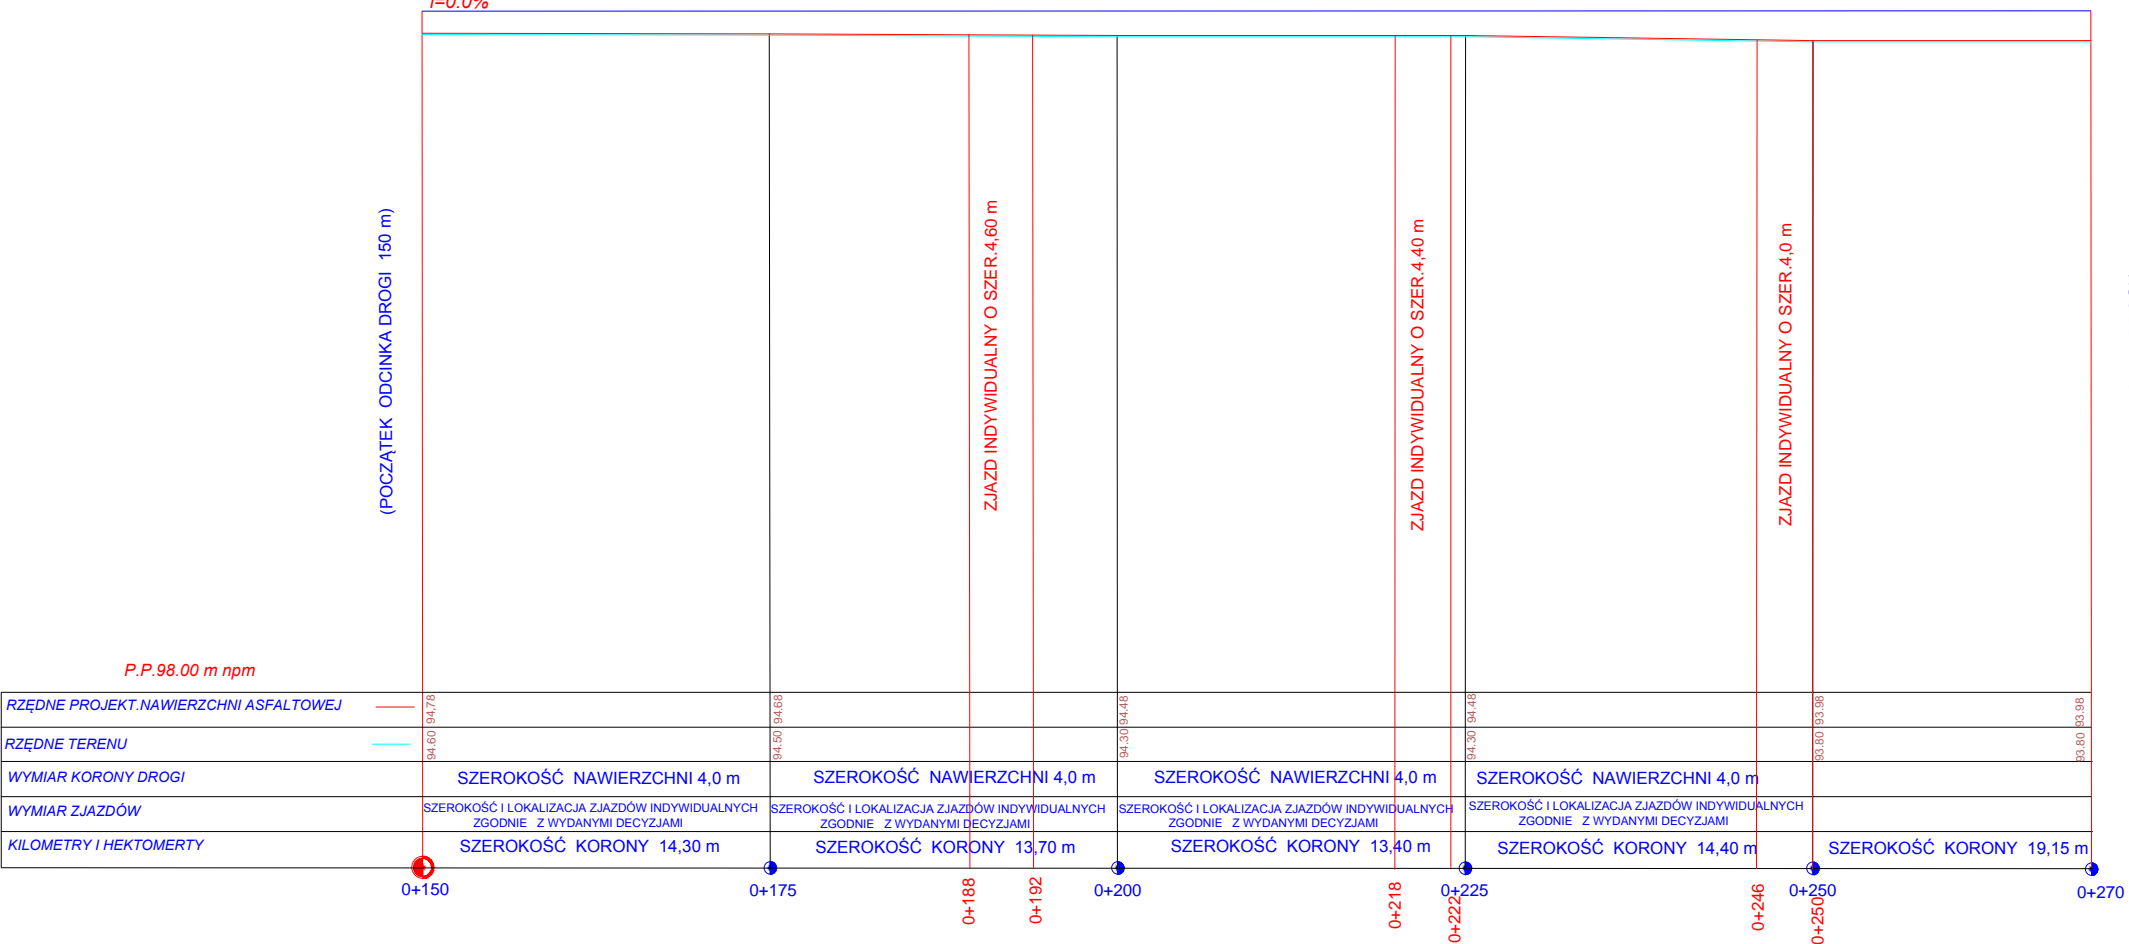 i=0.0%
(POCZĄTEK ODCINKA DROGI 150 m)
ZJAZD INDYWIDUALNY O SZER.4,60 m
ZJAZD INDYWIDUALNY O SZER.4,40 m
ZJAZD INDYWIDUALNY O SZER.4,0 m
P.P.98.00 m npm
RZĘDNE PROJEKT.NAWIERZCHNI ASFALTOWEJ
94,78
94.68
94.48
94.48
93.98
93.98
RZĘDNE TERENU
94.60
94.50
94.30
94.30
93.80
93.80
WYMIAR KORONY DROGI
SZEROKOŚĆ NAWIERZCHNI 4,0 m
SZEROKOŚĆ NAWIERZCHNI 4,0 m
SZEROKOŚĆ NAWIERZCHNI 4,0 m
SZEROKOŚĆ NAWIERZCHNI 4,0 m
WYMIAR ZJAZDÓW
SZEROKOŚĆ I LOKALIZACJA ZJAZDÓW INDYWIDUALNYCH
ZGODNIE Z WYDANYMI DECYZJAMI
SZEROKOŚĆ I LOKALIZACJA ZJAZDÓW INDYWIDUALNYCH
ZGODNIE Z WYDANYMI DECYZJAMI
SZEROKOŚĆ I LOKALIZACJA ZJAZDÓW INDYWIDUALNYCH
ZGODNIE Z WYDANYMI DECYZJAMI
SZEROKOŚĆ I LOKALIZACJA ZJAZDÓW INDYWIDUALNYCH
ZGODNIE Z WYDANYMI DECYZJAMI
KILOMETRY I HEKTOMERTY
SZEROKOŚĆ KORONY 14,30 m
SZEROKOŚĆ KORONY 13,70 m
SZEROKOŚĆ KORONY 13,40 m
SZEROKOŚĆ KORONY 14,40 m
SZEROKOŚĆ KORONY 19,15 m
0+150
0+175
0+188
0+192
0+200
0+218
0+222
0+225
0+246
0+250
0+250
0+270